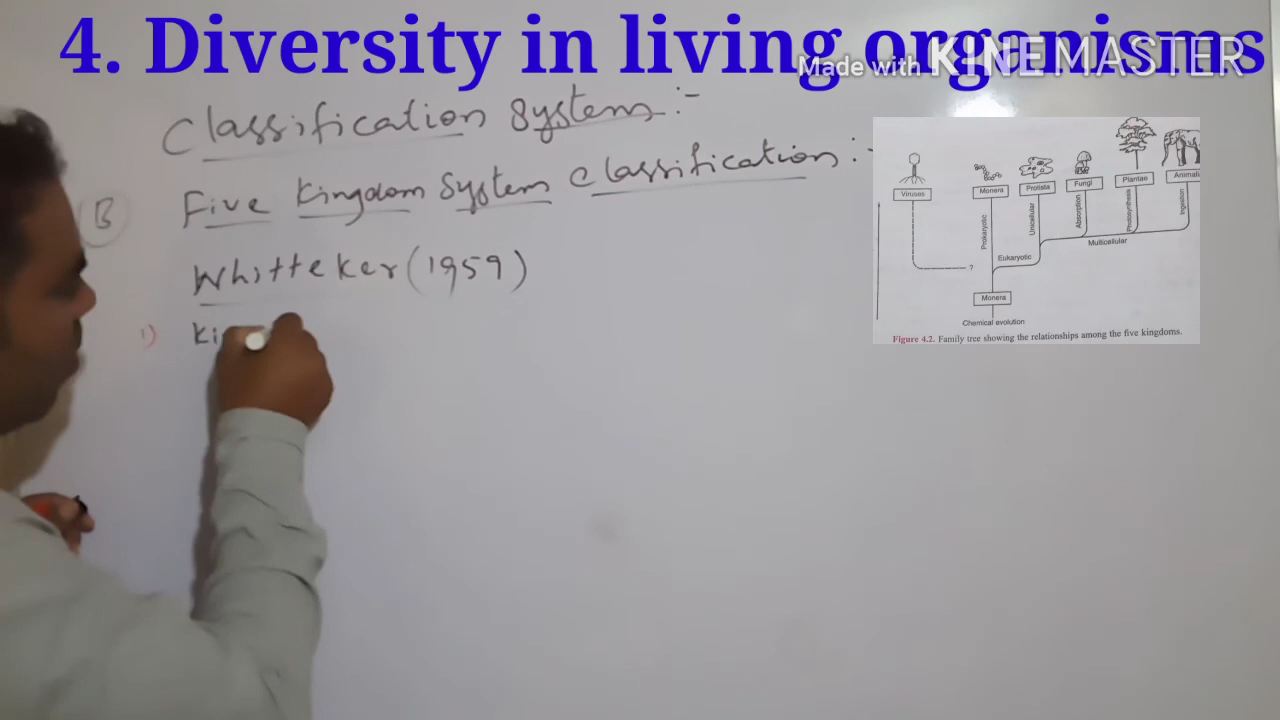 4. Diversity in living organisms
Made with KINEMASTER
Classification System:-
B Five Kingdom System Classification:-
Whitteker (1959)
1) Ki
Viruses
Monera
Protista
Fungi
Plantae
Animali
Prokaryotic
Unicellular
Absorption
Photosynthesis
Ingestion
Multicellular
Eukaryotic
?
Monera
Chemical evolution
Figure 4.2. Family tree showing the relationships among the five kingdoms.